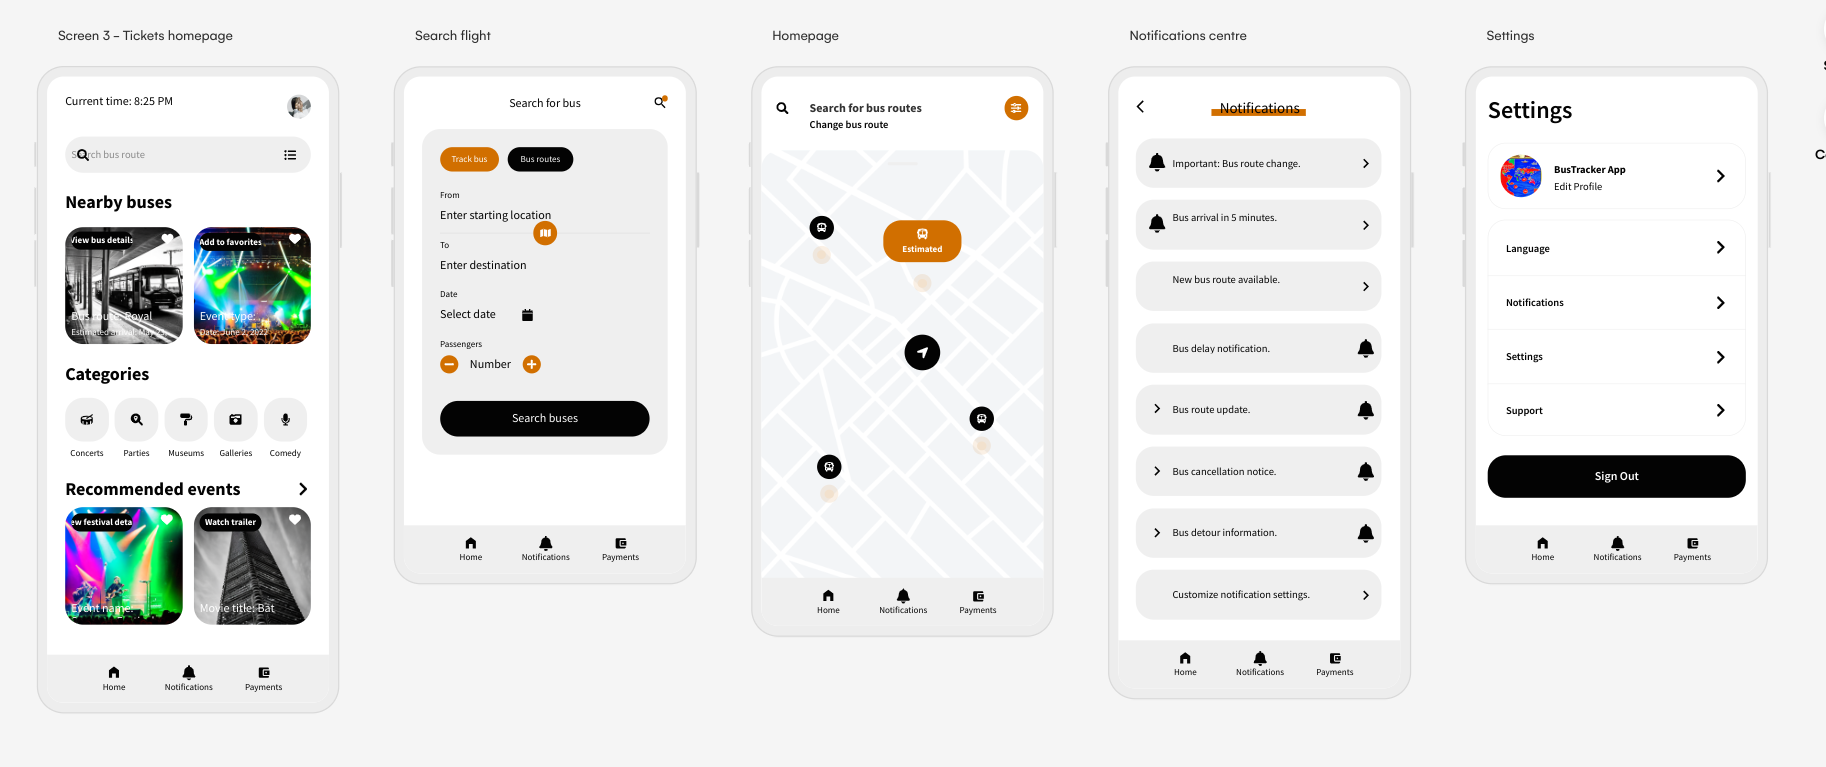 Screen 3 - Tickets homepage
Current time: 8:25 PM
Search bus route
Nearby buses
View bus details
Add to favorites
Bus route: Royal
Estimated arrival: May 25,
Event type:
Date: June 2, 2022
Categories
Concerts
Parties
Museums
Galleries
Comedy
Recommended events
ew festival deta
Watch trailer
Event name:
Movie title: Bat
Home
Notifications
Payments
Search flight
Search for bus
Track bus
Bus routes
From
Enter starting location
To
Enter destination
Date
Select date
Passengers
Number
Search buses
Home
Notifications
Payments
Homepage
Search for bus routes
Change bus route
Estimated
Home
Notifications
Payments
Notifications centre
Notifications
Important: Bus route change.
Bus arrival in 5 minutes.
New bus route available.
Bus delay notification.
Bus route update.
Bus cancellation notice.
Bus detour information.
Customize notification settings.
Home
Notifications
Payments
Settings
Settings
BusTracker App
Edit Profile
Language
Notifications
Settings
Support
Sign Out
Home
Notifications
Payments